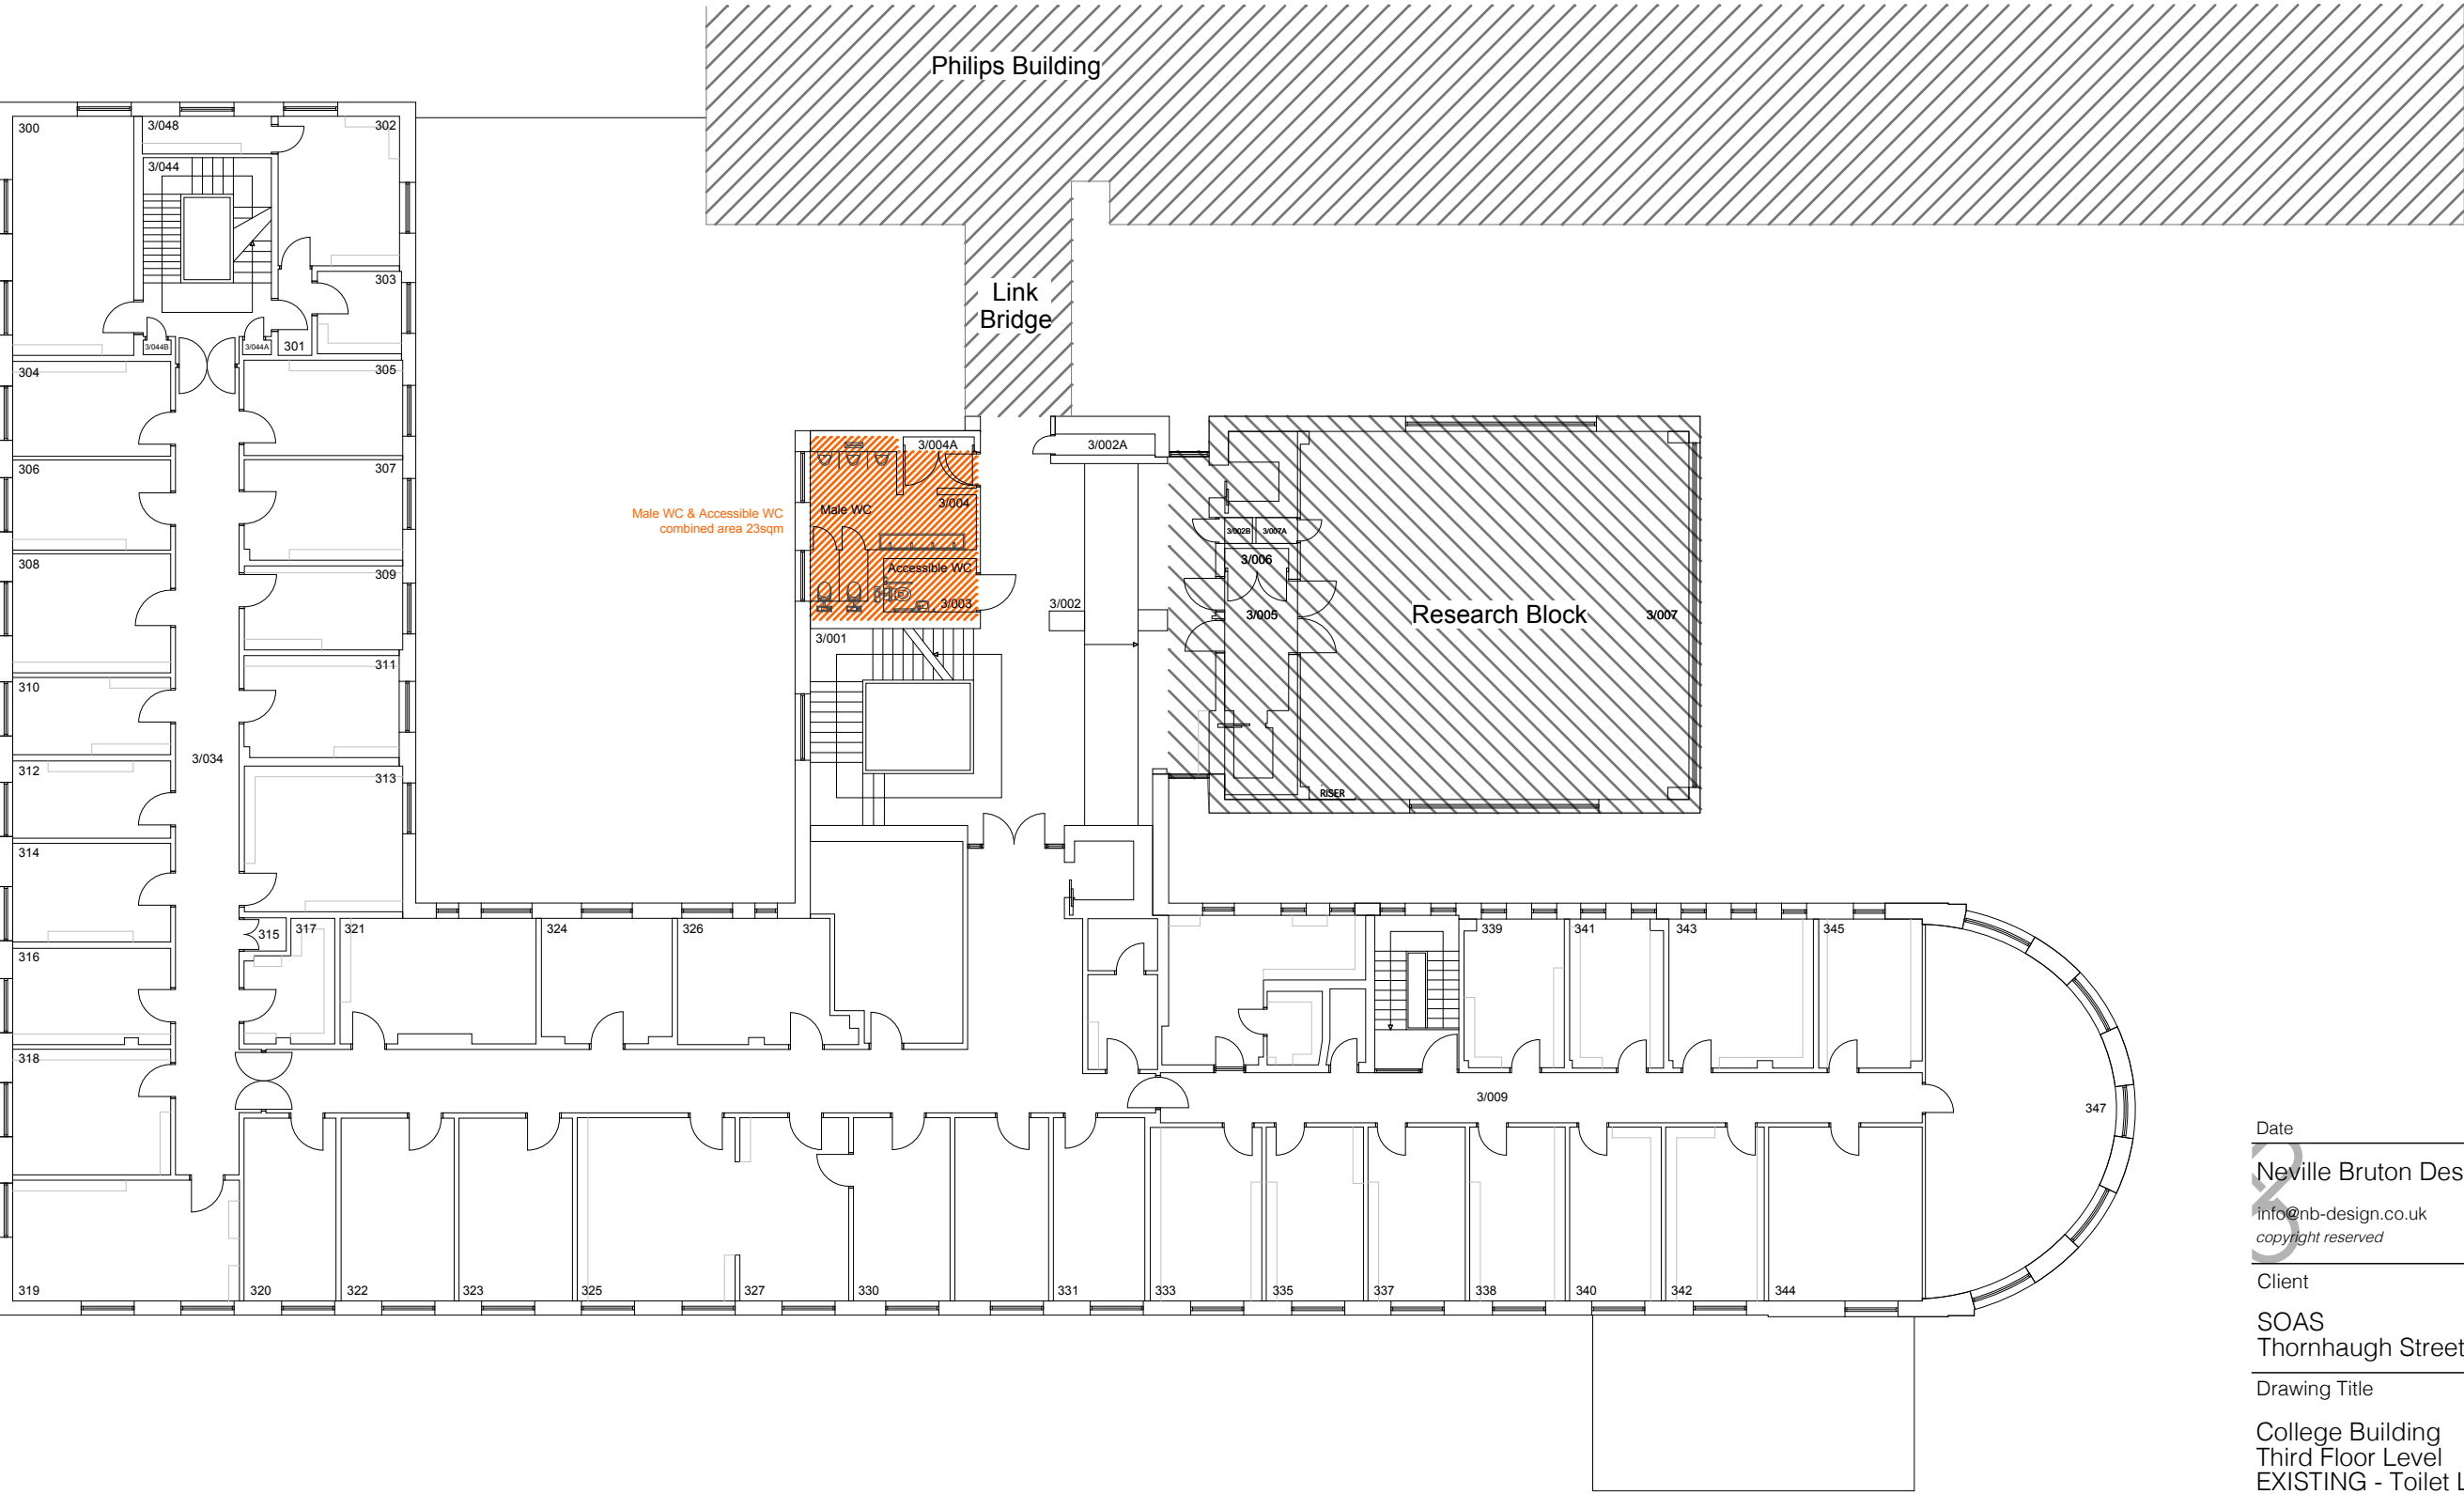 Philips Building
300
3/048
302
3/044
303
Link
Bridge
3/044B
3/044A
301
304
305
3/004A
3/002A
306
307
3/004
Male WC
Male WC & Accessible WC
combined area 23sqm
3/002B
3/007A
308
3/006
Accessible WC
309
3/003
3/002
3/005
Research Block
3/007
3/001
311
310
3/034
312
313
RISER
314
315
317
321
324
326
339
341
343
345
316
318
3/009
347
319
320
322
323
325
327
330
331
333
335
337
338
340
342
344
Date
Neville Bruton Des
info@nb-design.co.uk
copyright reserved
Client
SOAS
Thornhaugh Street
Drawing Title
College Building
Third Floor Level
EXISTING - Toilet L